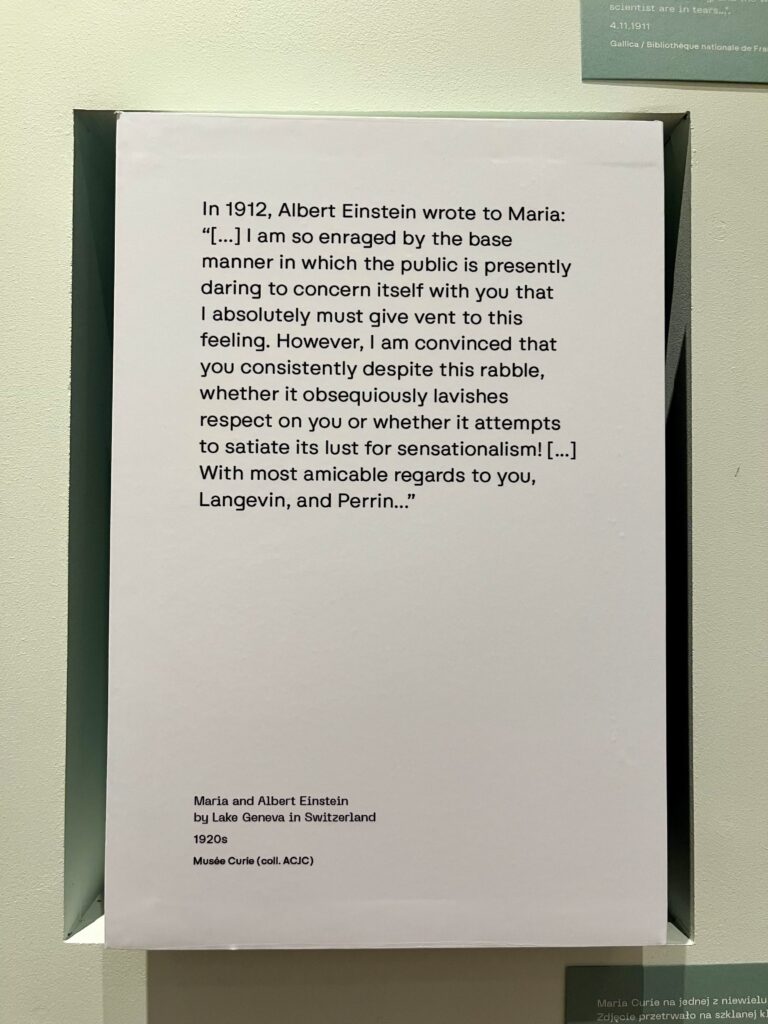 scientist are in tears...".
4.11.1911
Gallica / Bibliothèque nationale de Fra
In 1912, Albert Einstein wrote to Maria:
“[...] I am so enraged by the base
manner in which the public is presently
daring to concern itself with you that
I absolutely must give vent to this
feeling. However, I am convinced that
you consistently despite this rabble,
whether it obsequiously lavishes
respect on you or whether it attempts
to satiate its lust for sensationalism! [...]
With most amicable regards to you,
Langevin, and Perrin...”
Maria and Albert Einstein
by Lake Geneva in Switzerland
1920s
Musée Curie (coll. ACJC)
Maria Curie na jednej z niewielu
Zdjęcie przetrwało na szklanej kl